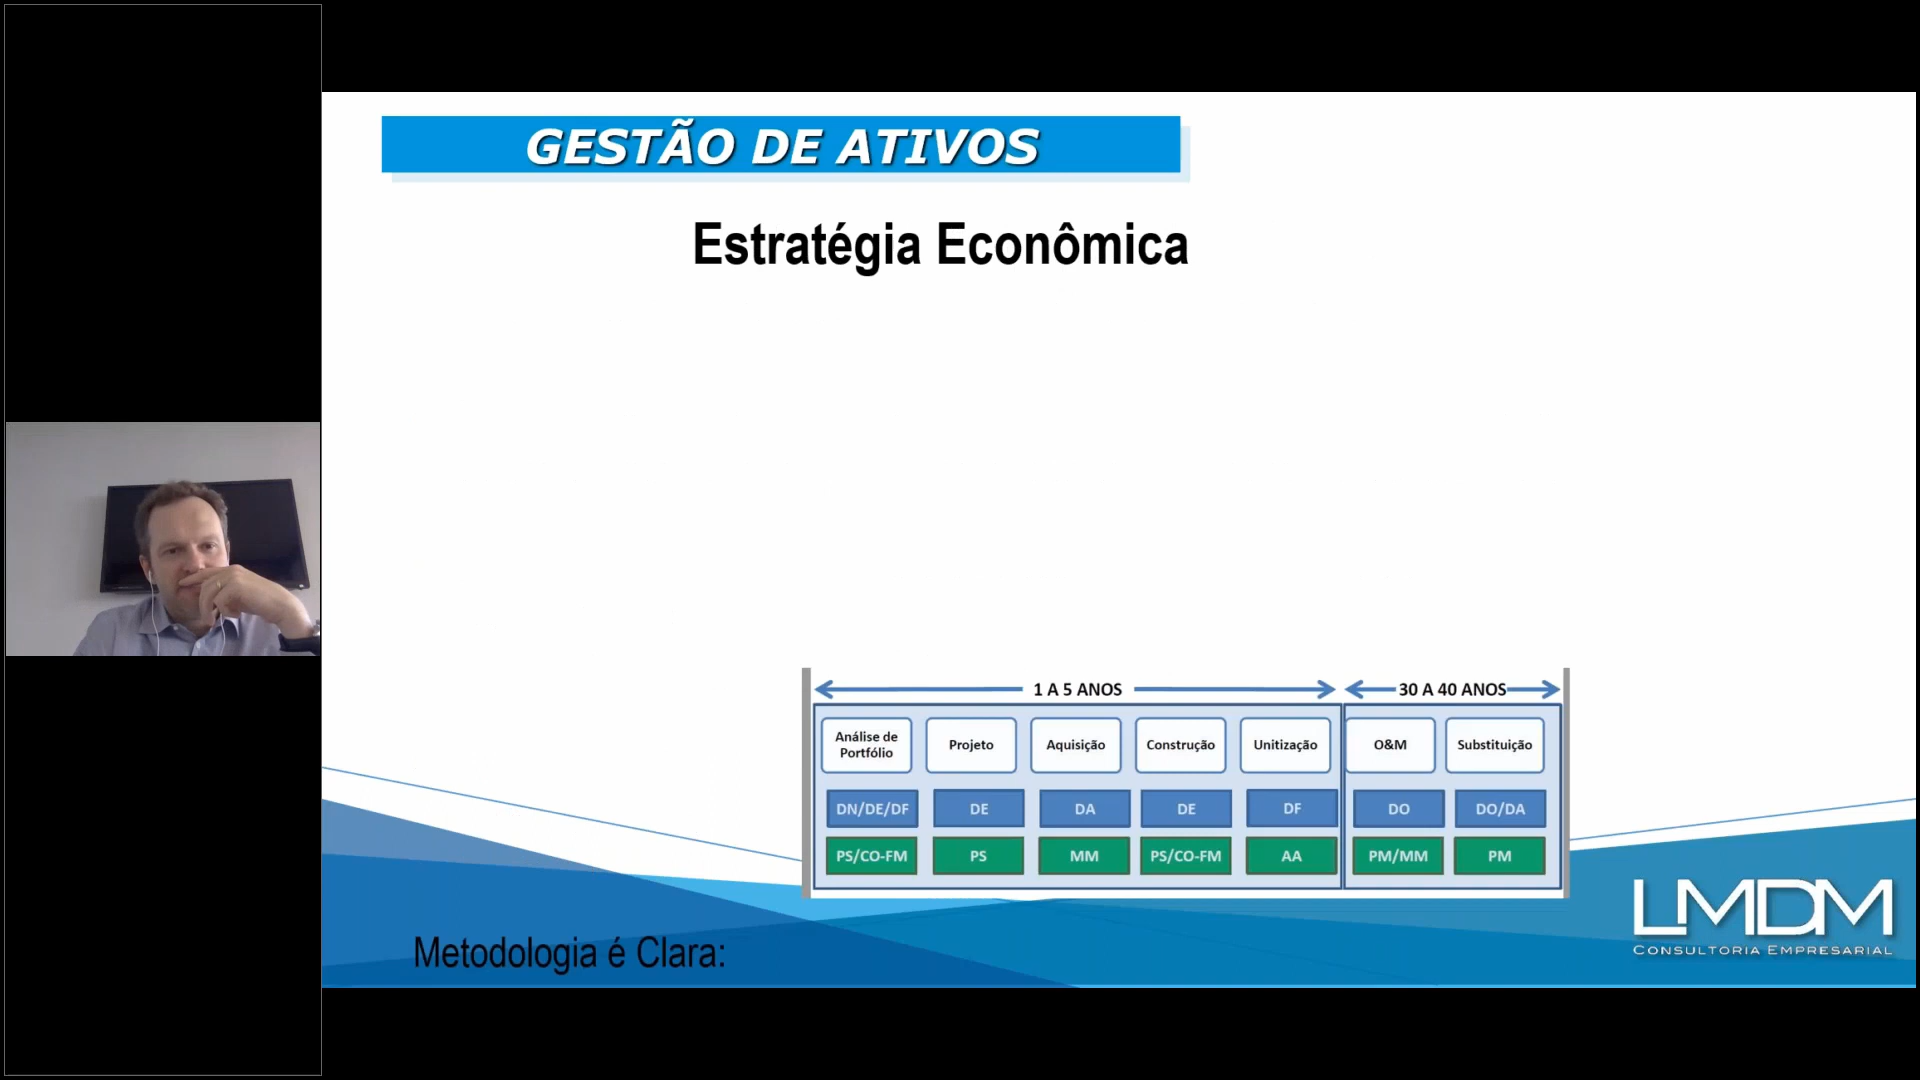 GESTÃO DE ATIVOS
Estratégia Econômica
1 A 5 ANOS
30 A 40 ANOS
Análise de
Portfólio
Projeto
Aquisição
Construção
Unitização
O&M
Substituição
DN/DE/DF
DE
DA
DE
DF
DO
DO/DA
PS/CO-FM
PS
MM
PS/CO-FM
AA
PM/MM
PM
LMDM
CONSULTORIA EMPRESARIAL
Metodologia é Clara: